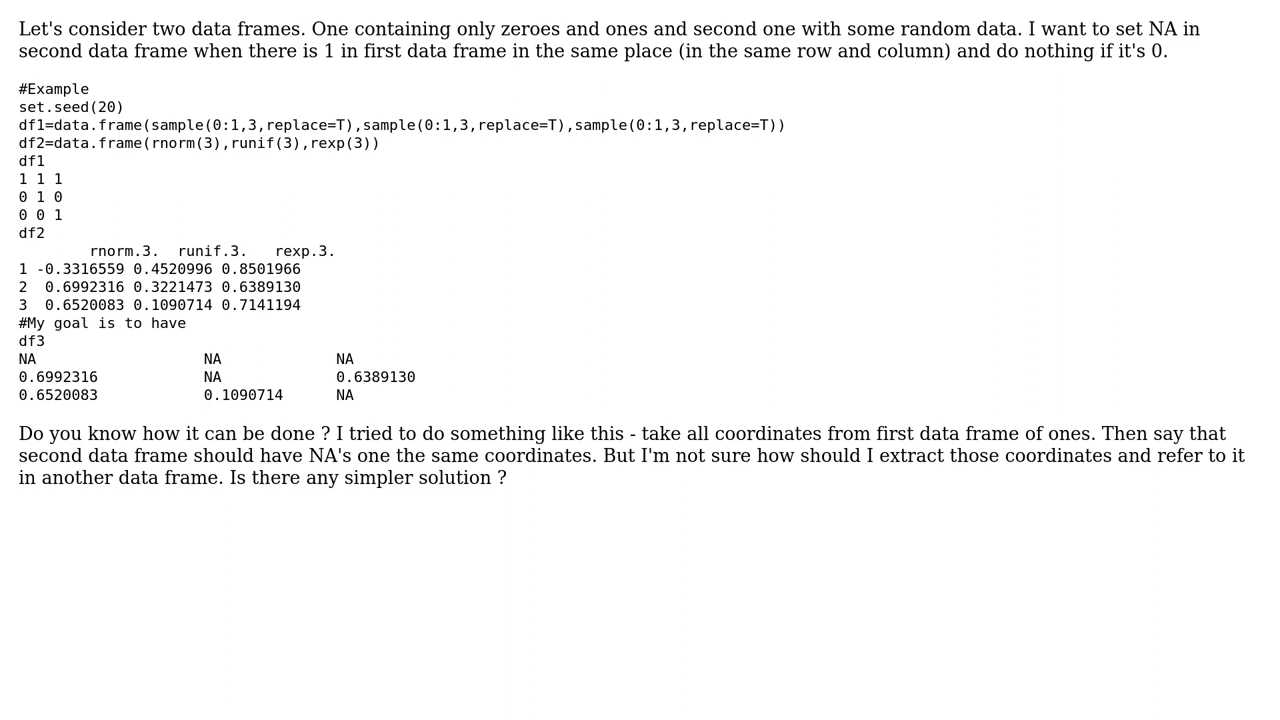 Let's consider two data frames. One containing only zeroes and ones and second one with some random data. I want to set NA in
second data frame when there is 1 in first data frame in the same place (in the same row and column) and do nothing if it's 0.
#Example
set.seed(20)
df1=data.frame(sample(0:1,3,replace=T),sample(0:1,3,replace=T),sample(0:1,3,replace=T))
df2=data.frame(rnorm(3),runif(3),rexp(3))
df1
1 1 1
0 1 0
0 0 1
df2
        rnorm.3.  runif.3.   rexp.3.
1 -0.3316559 0.4520996 0.8501966
2  0.6992316 0.3221473 0.6389130
3  0.6520083 0.1090714 0.7141194
#My goal is to have
df3
NA                   NA             NA
0.6992316            NA             0.6389130
0.6520083            0.1090714      NA
Do you know how it can be done ? I tried to do something like this - take all coordinates from first data frame of ones. Then say that
second data frame should have NA's one the same coordinates. But I'm not sure how should I extract those coordinates and refer to it
in another data frame. Is there any simpler solution ?